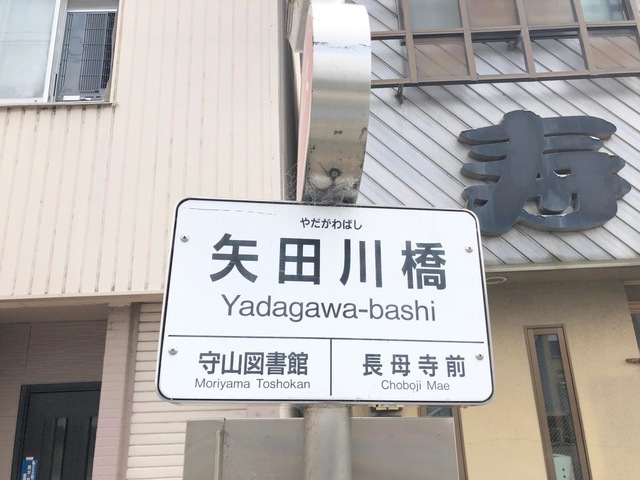 やだがわばし
矢田川橋
Yadagawa-bashi
守山図書館
Moriyama Toshokan
長母寺前
Choboji Mae